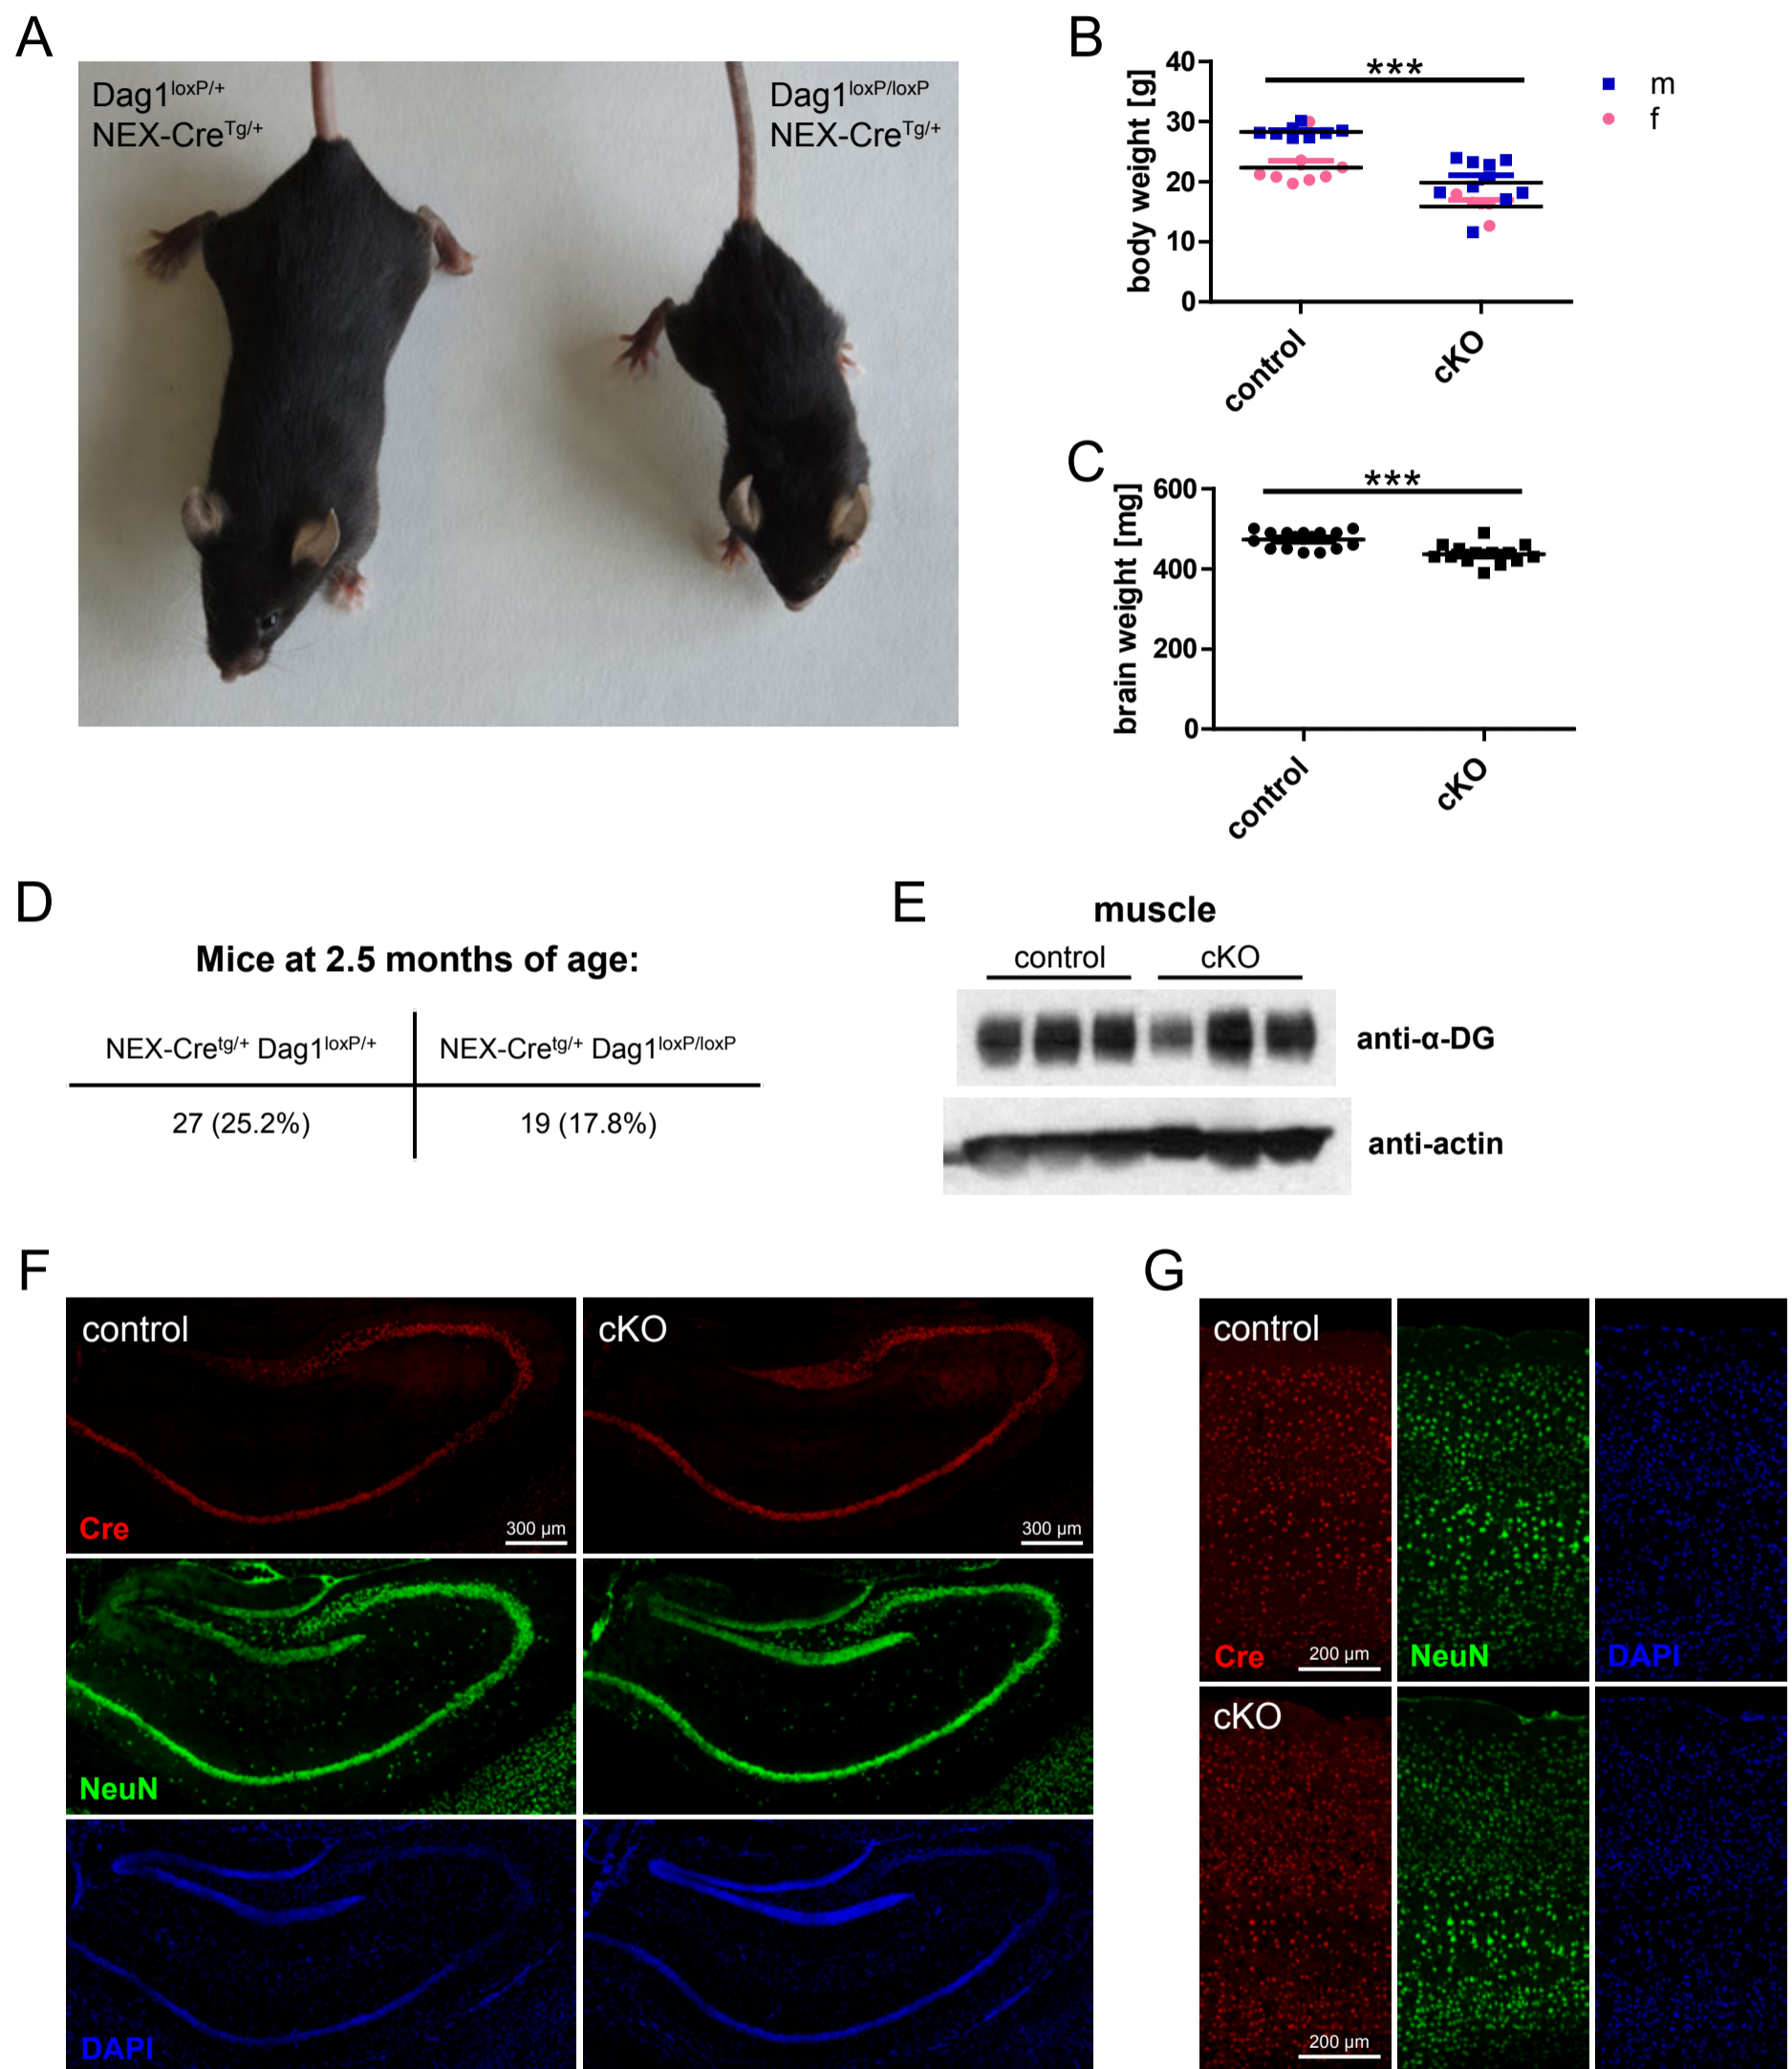 A
Dag1loxP/+
NEX-CreTg/+
Dag1loxP/loxP
NEX-CreTg/+
B
body weight [g]
40
30
20
10
0
***
m
f
control
cKO
C
brain weight [mg]
600
400
200
0
***
control
cKO
D
Mice at 2.5 months of age:
NEX-Cretg/+ Dag1loxP/+
NEX-Cretg/+ Dag1loxP/loxP
27 (25.2%)
19 (17.8%)
E
muscle
control
cKO
anti-α-DG
anti-actin
F
control
cKO
Cre
300 µm
300 µm
NeuN
DAPI
G
control
Cre
200 µm
NeuN
DAPI
cKO
200 µm